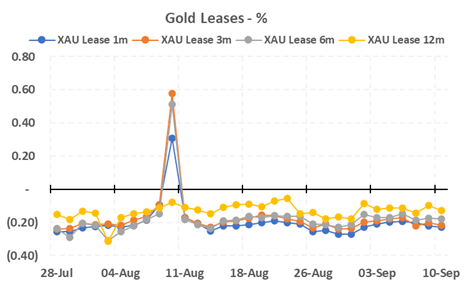 Gold Leases - %
XAU Lease 1m XAU Lease 3m XAU Lease 6m XAU Lease 12m
0.80
0.60
0.40
0.20
-
(0.20)
(0.40)
28-Jul 04-Aug 11-Aug 18-Aug 26-Aug 03-Sep 10-Sep